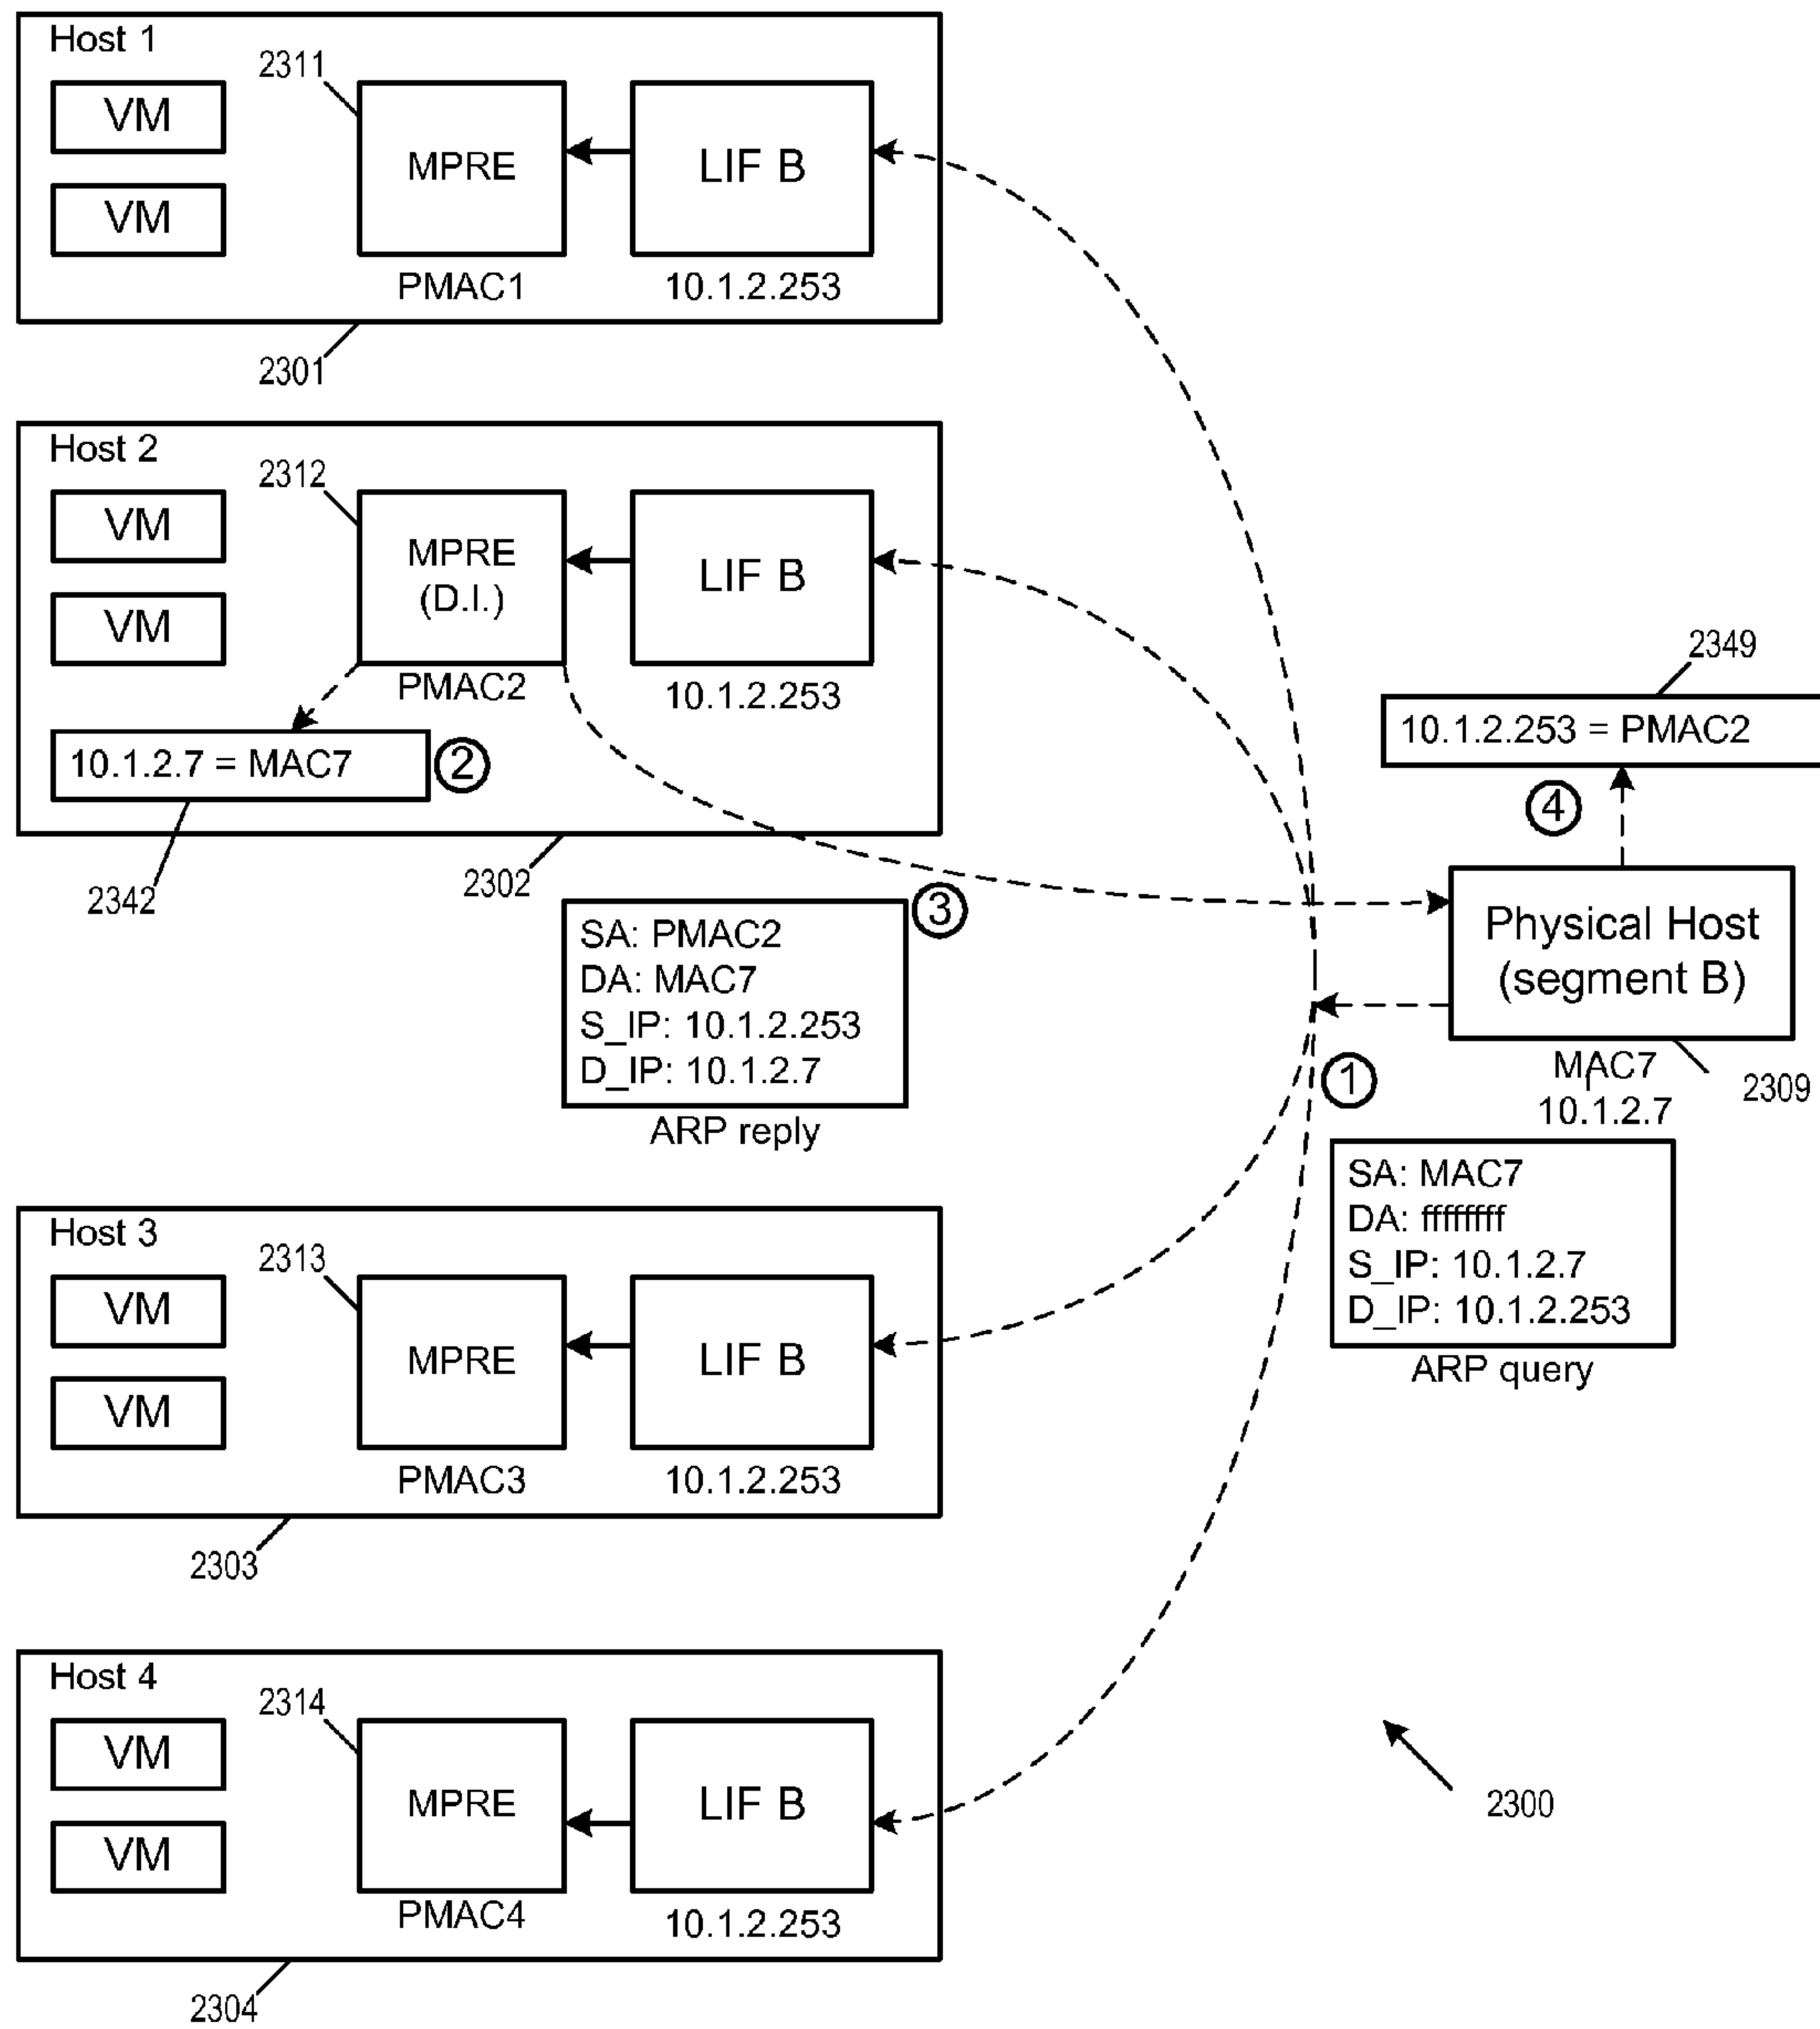 Host 1
VM
VM
2311
MPRE
PMAC1
LIF B
10.1.2.253
2301
Host 2
VM
VM
2312
MPRE
(D.I.)
PMAC2
LIF B
10.1.2.253
10.1.2.7 = MAC7
2
2342
2302
3
SA: PMAC2
DA: MAC7
S_IP: 10.1.2.253
D_IP: 10.1.2.7
ARP reply
2349
10.1.2.253 = PMAC2
4
Physical Host
(segment B)
MAC7
10.1.2.7
2309
1
SA: MAC7
DA: ffffffff
S_IP: 10.1.2.7
D_IP: 10.1.2.253
ARP query
Host 3
VM
VM
2313
MPRE
PMAC3
LIF B
10.1.2.253
2303
Host 4
VM
VM
2314
MPRE
PMAC4
LIF B
10.1.2.253
2304
2300